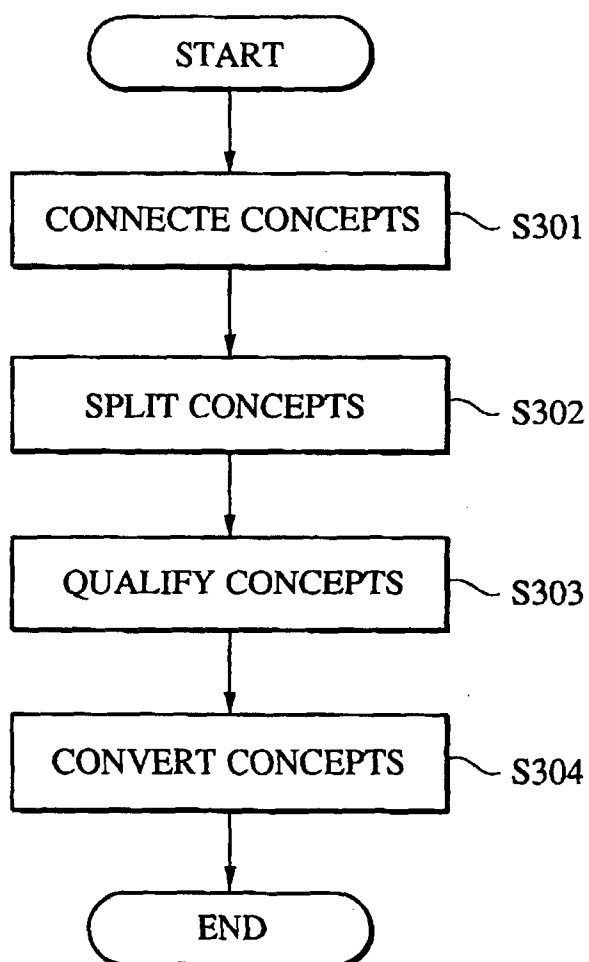 START
CONNECTE CONCEPTS
S301
SPLIT CONCEPTS
S302
QUALIFY CONCEPTS
S303
CONVERT CONCEPTS
S304
END